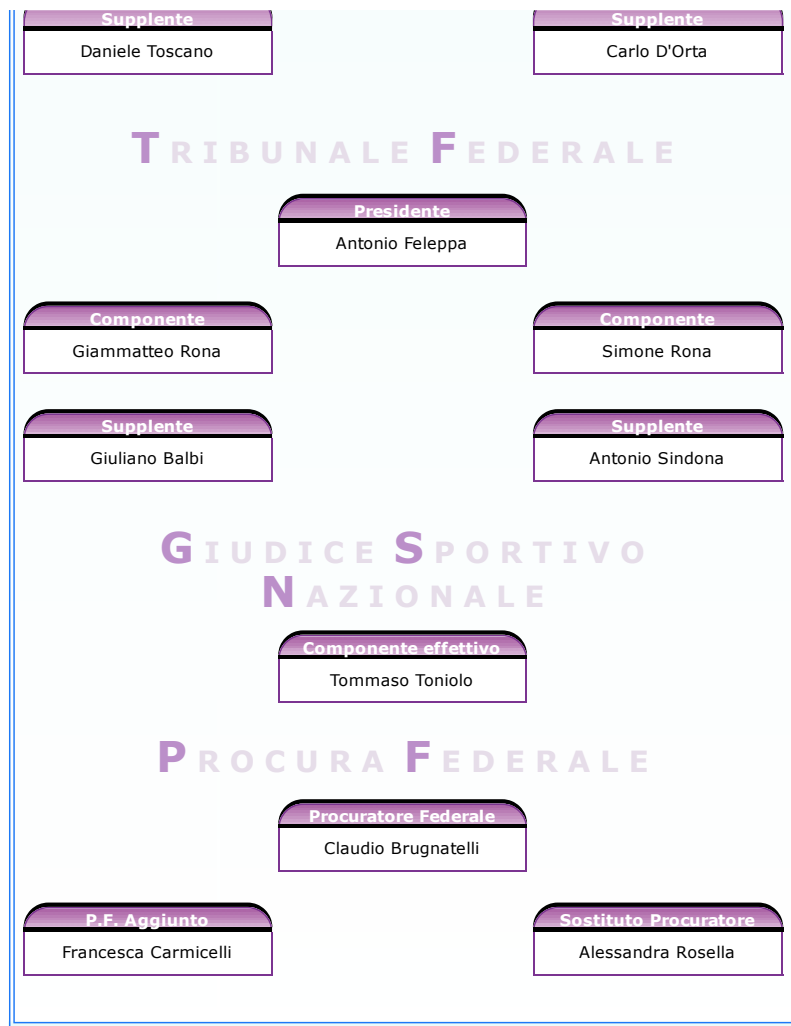 Supplente Supplente
Daniele Toscano Carlo D'Orta
TRIBUNALE FEDERALE
Presidente
Antonio Feleppa
Componente Componente
Giammatteo Rona Simone Rona
Supplente Supplente
Giuliano Balbi Antonio Sindona
GIUDICE SPORTIVO
NAZIONALE
Componente effettivo
Tommaso Toniolo
PROCURA FEDERALE
Procuratore Federale
Claudio Brugnatelli
P.F. Aggiunto Sostituto Procuratore
Francesca Carmicelli Alessandra Rosella